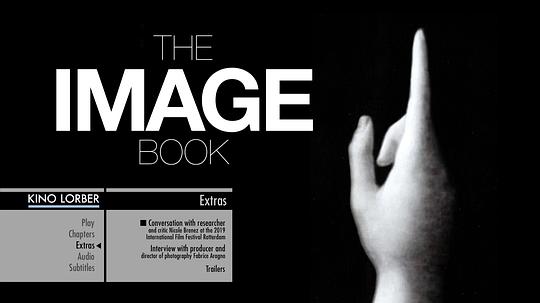 THE
IMAGE
BOOK
KINO LORBER
Extras
Play
Chapters
Extras
Audio
Subtitles
Conversation with researcher
and critic Nicole Brenez at the 2019
International Film Festival Rotterdam
Interview with producer and
director of photography Fabrice Aragno
Trailers